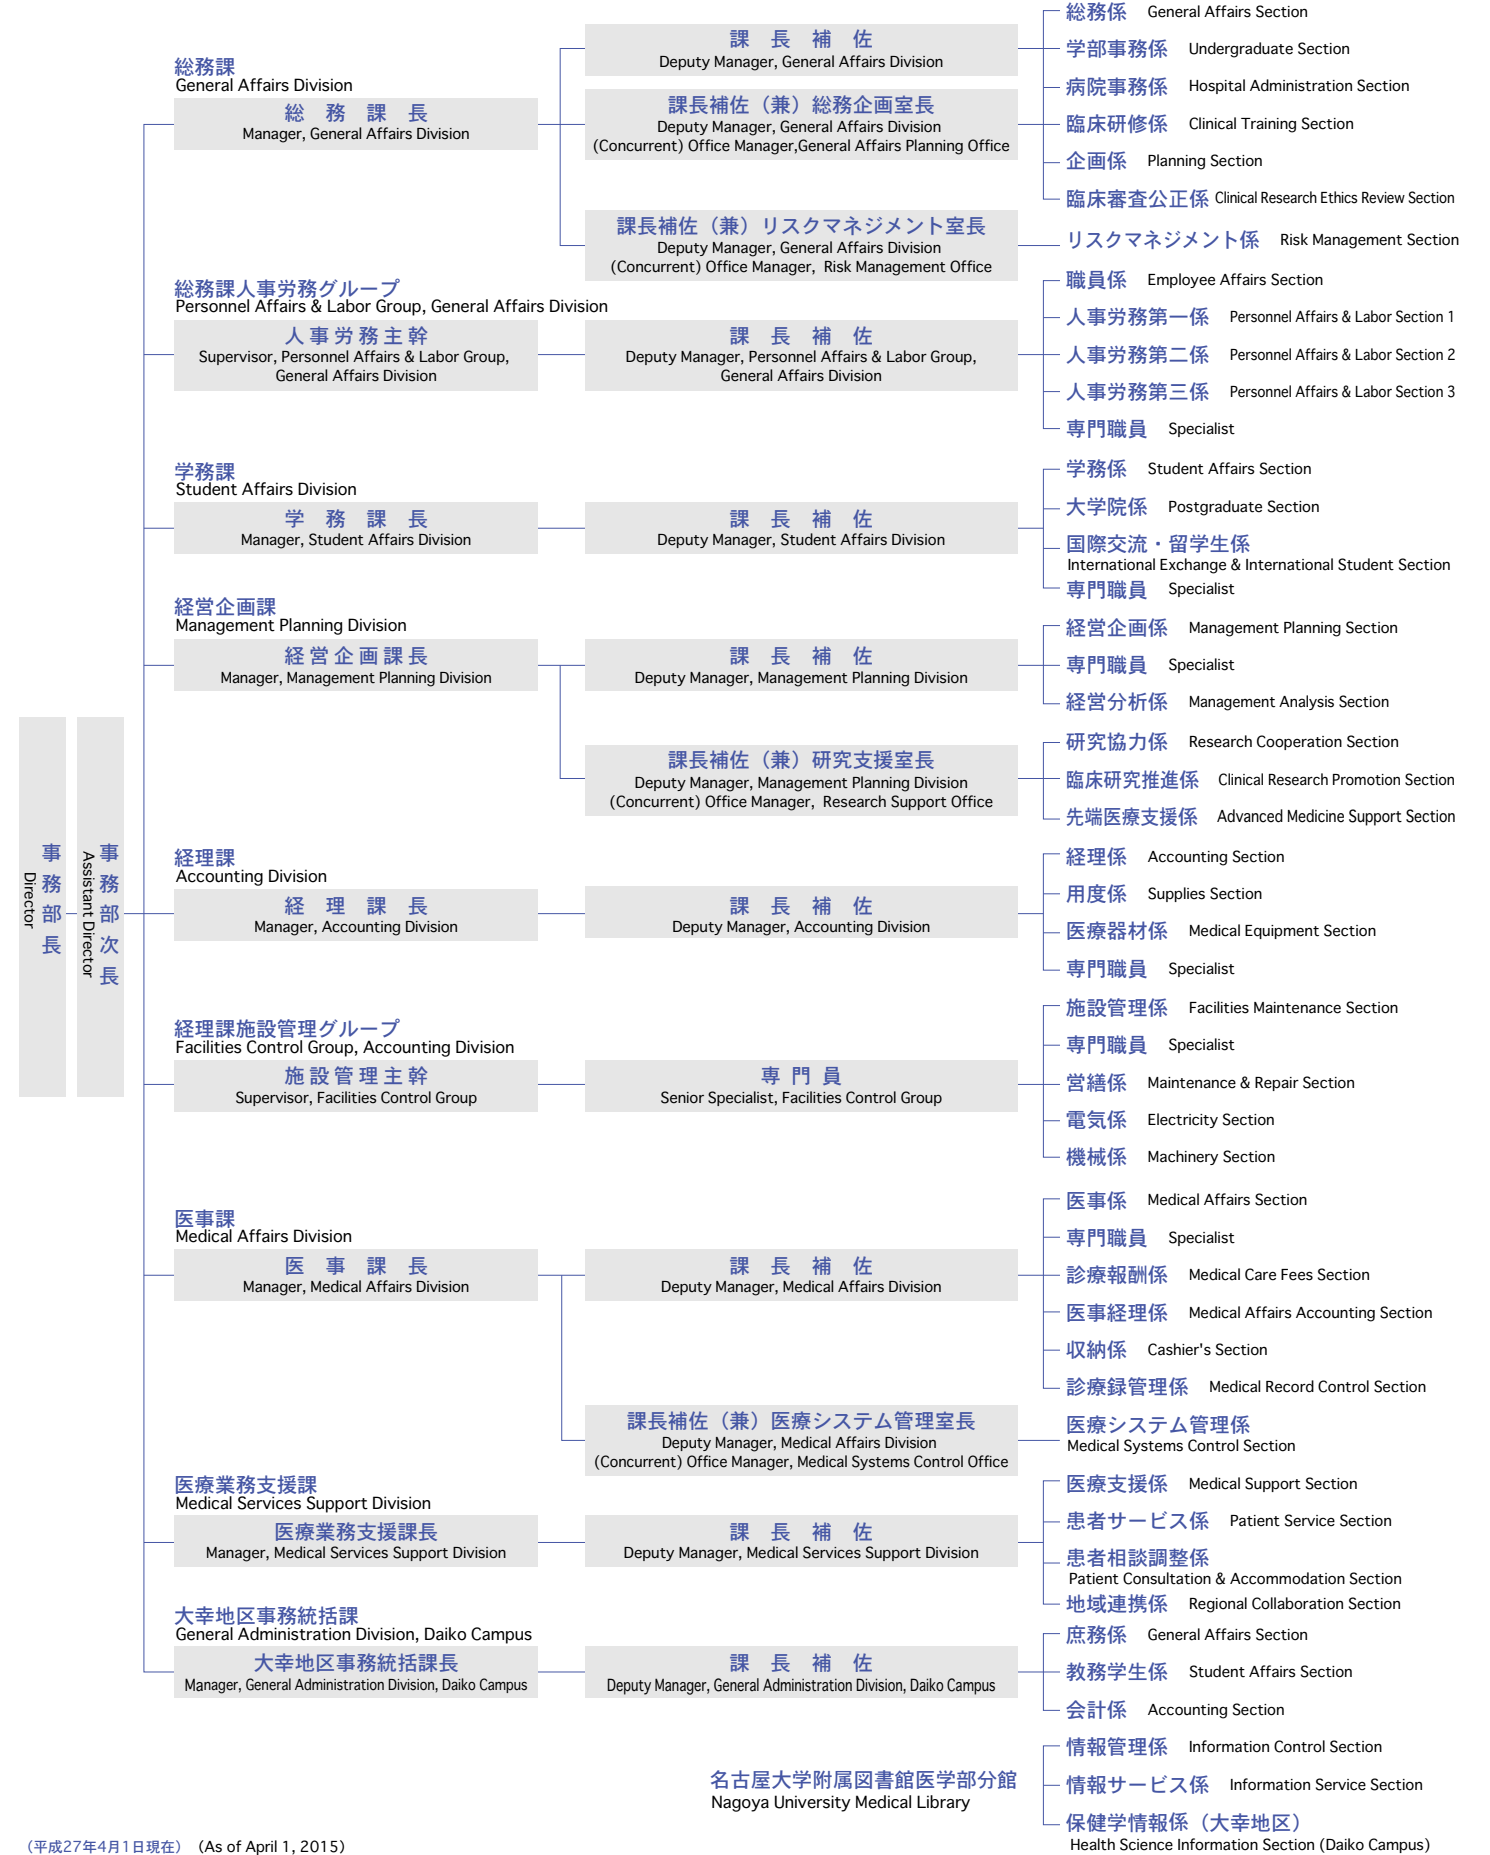 事務部長
Director
事務部次長
Assistant Director
総務課
General Affairs Division
総務課長
Manager, General Affairs Division
課長補佐
Deputy Manager, General Affairs Division
総務係 General Affairs Section
学部事務係 Undergraduate Section
病院事務係 Hospital Administration Section
課長補佐（兼）総務企画室長
Deputy Manager, General Affairs Division
(Concurrent) Office Manager,General Affairs Planning Office
臨床研修係 Clinical Training Section
企画係 Planning Section
臨床審査公正係 Clinical Research Ethics Review Section
課長補佐（兼）リスクマネジメント室長
Deputy Manager, General Affairs Division
(Concurrent) Office Manager, Risk Management Office
リスクマネジメント係 Risk Management Section
総務課人事労務グループ
Personnel Affairs & Labor Group, General Affairs Division
人事労務主幹
Supervisor, Personnel Affairs & Labor Group,
General Affairs Division
課長補佐
Deputy Manager, Personnel Affairs & Labor Group,
General Affairs Division
職員係 Employee Affairs Section
人事労務第一係 Personnel Affairs & Labor Section 1
人事労務第二係 Personnel Affairs & Labor Section 2
人事労務第三係 Personnel Affairs & Labor Section 3
専門職員 Specialist
学務課
Student Affairs Division
学務課長
Manager, Student Affairs Division
課長補佐
Deputy Manager, Student Affairs Division
学務係 Student Affairs Section
大学院係 Postgraduate Section
国際交流・留学生係
International Exchange & International Student Section
専門職員 Specialist
経営企画課
Management Planning Division
経営企画課長
Manager, Management Planning Division
課長補佐
Deputy Manager, Management Planning Division
経営企画係 Management Planning Section
専門職員 Specialist
経営分析係 Management Analysis Section
課長補佐（兼）研究支援室長
Deputy Manager, Management Planning Division
(Concurrent) Office Manager, Research Support Office
研究協力係 Research Cooperation Section
臨床研究推進係 Clinical Research Promotion Section
先端医療支援係 Advanced Medicine Support Section
経理課
Accounting Division
経理課長
Manager, Accounting Division
課長補佐
Deputy Manager, Accounting Division
経理係 Accounting Section
用度係 Supplies Section
医療器材係 Medical Equipment Section
専門職員 Specialist
経理課施設管理グループ
Facilities Control Group, Accounting Division
施設管理主幹
Supervisor, Facilities Control Group
専門員
Senior Specialist, Facilities Control Group
施設管理係 Facilities Maintenance Section
専門職員 Specialist
営繕係 Maintenance & Repair Section
電気係 Electricity Section
機械係 Machinery Section
医事課
Medical Affairs Division
医事課長
Manager, Medical Affairs Division
課長補佐
Deputy Manager, Medical Affairs Division
医事係 Medical Affairs Section
専門職員 Specialist
診療報酬係 Medical Care Fees Section
医事経理係 Medical Affairs Accounting Section
収納係 Cashier's Section
診療録管理係 Medical Record Control Section
課長補佐（兼）医療システム管理室長
Deputy Manager, Medical Affairs Division
(Concurrent) Office Manager, Medical Systems Control Office
医療システム管理係
Medical Systems Control Section
医療業務支援課
Medical Services Support Division
医療業務支援課長
Manager, Medical Services Support Division
課長補佐
Deputy Manager, Medical Services Support Division
医療支援係 Medical Support Section
患者サービス係 Patient Service Section
患者相談調整係
Patient Consultation & Accommodation Section
地域連携係 Regional Collaboration Section
大幸地区事務統括課
General Administration Division, Daiko Campus
大幸地区事務統括課長
Manager, General Administration Division, Daiko Campus
課長補佐
Deputy Manager, General Administration Division, Daiko Campus
庶務係 General Affairs Section
教務学生係 Student Affairs Section
会計係 Accounting Section
名古屋大学附属図書館医学部分館
Nagoya University Medical Library
情報管理係 Information Control Section
情報サービス係 Information Service Section
保健学情報係（大幸地区）
Health Science Information Section (Daiko Campus)
（平成27年4月1日現在）（As of April 1, 2015）